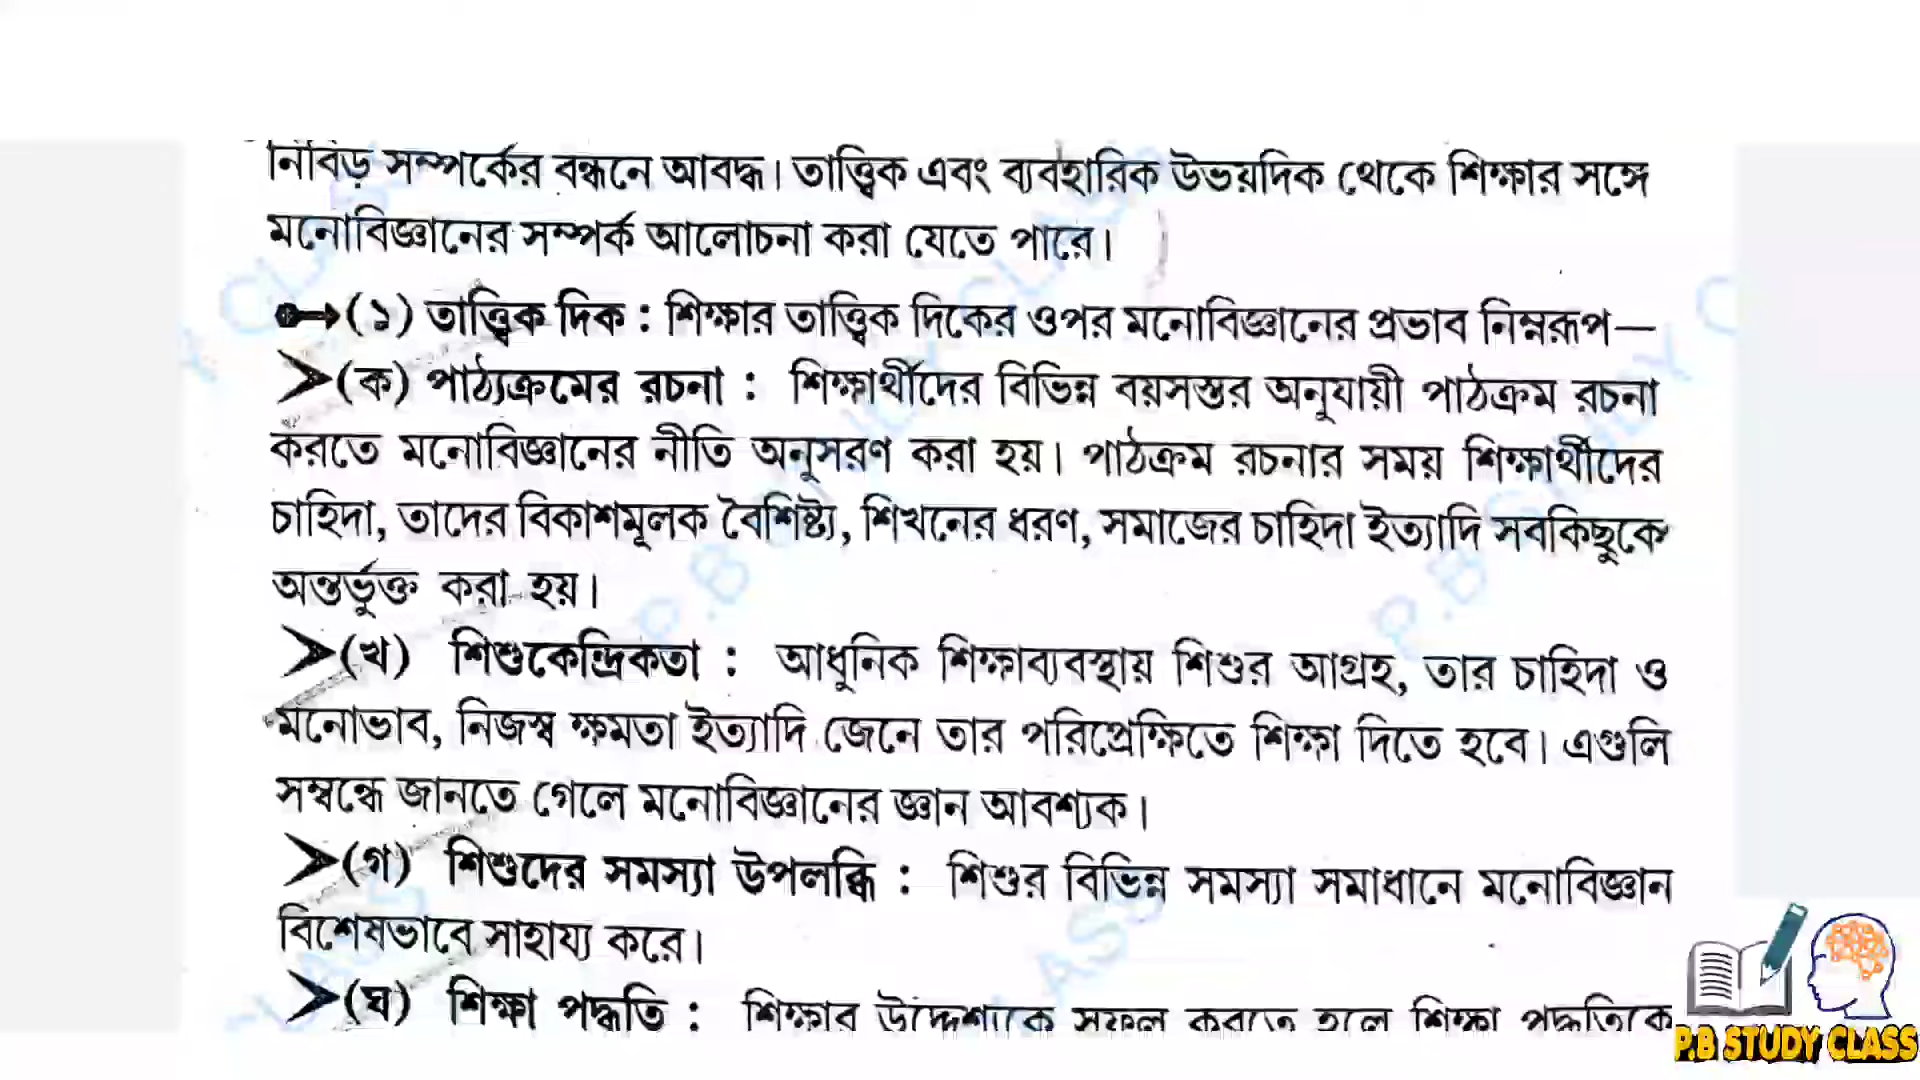 নিবিড় সম্পর্কের বন্ধনে আবদ্ধ। তাত্ত্বিক এবং ব্যবহারিক উভয়দিক থেকে শিক্ষার সঙ্গে
মনোবিজ্ঞানের সম্পর্ক আলোচনা করা যেতে পারে।
(১) তাত্ত্বিক দিক : শিক্ষার তাত্ত্বিক দিকের ওপর মনোবিজ্ঞানের প্রভাব নিম্নরূপ—
(ক) পাঠ্যক্রমের রচনা : শিক্ষার্থীদের বিভিন্ন বয়সস্তর অনুযায়ী পাঠক্রম রচনা
করতে মনোবিজ্ঞানের নীতি অনুসরণ করা হয়। পাঠক্রম রচনার সময় শিক্ষার্থীদের
চাহিদা, তাদের বিকাশমূলক বৈশিষ্ট্য, শিখনের ধরণ, সমাজের চাহিদা ইত্যাদি সবকিছুকে
অন্তর্ভুক্ত করা হয়।
(খ) শিশুকেন্দ্রিকতা : আধুনিক শিক্ষাব্যবস্থায় শিশুর আগ্রহ, তার চাহিদা ও
মনোভাব, নিজস্ব ক্ষমতা ইত্যাদি জেনে তার পরিপ্রেক্ষিতে শিক্ষা দিতে হবে। এগুলি
সম্বন্ধে জানতে গেলে মনোবিজ্ঞানের জ্ঞান আবশ্যক।
(গ) শিশুদের সমস্যা উপলব্ধি : শিশুর বিভিন্ন সমস্যা সমাধানে মনোবিজ্ঞান
বিশেষভাবে সাহায্য করে।
(ঘ) শিক্ষা পদ্ধতি : শিক্ষার উদ্দেশ্যকে সফল করতে হলে শিক্ষা পদ্ধতিকে
P.B STUDY CLASS